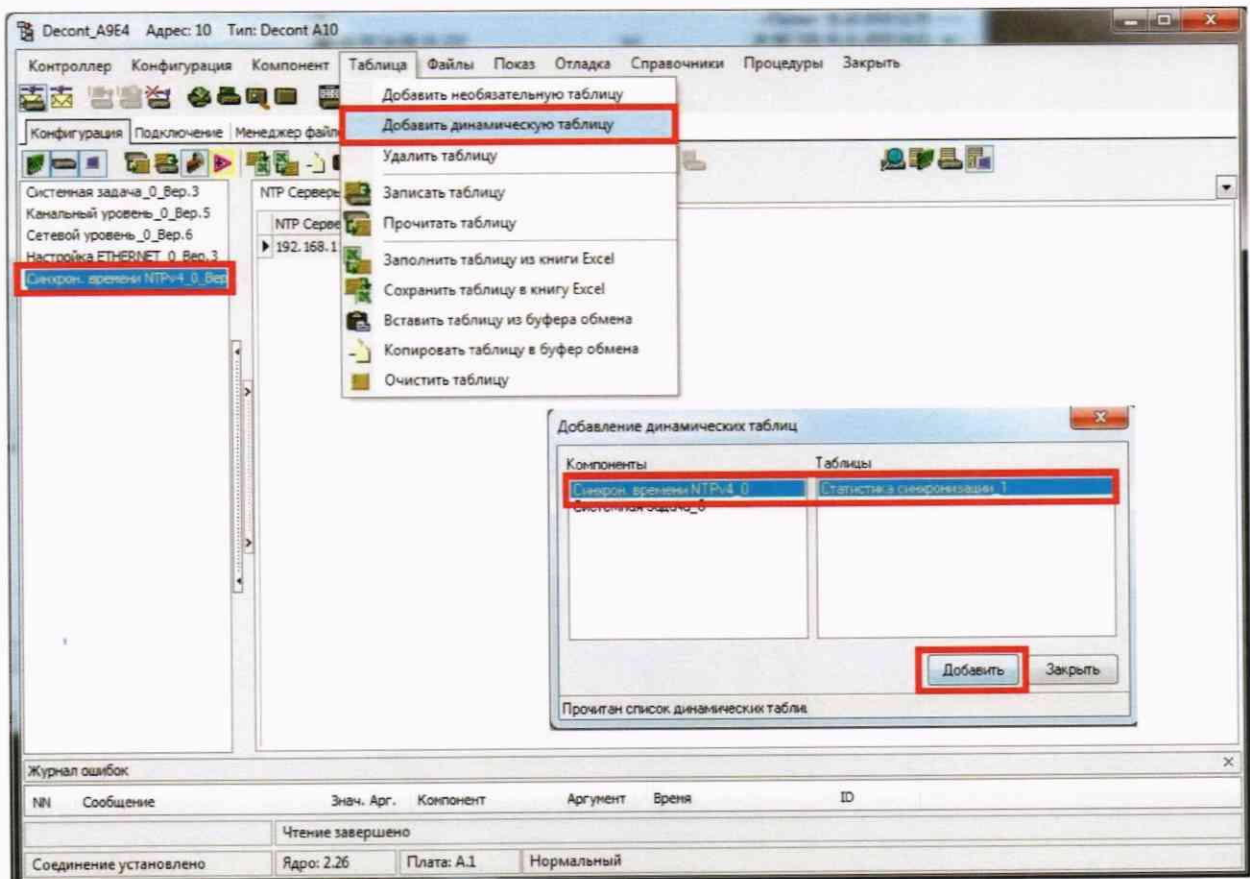 Decont_A9E4 Адрес: 10 Тип: Decont A10
Контроллер Конфигурация Компонент Таблица Файлы Показ Отладка Справочники Процедуры Закрыть
Добавить необязательную таблицу
Добавить динамическую таблицу
Удалить таблицу
Записать таблицу
Прочитать таблицу
Заполнить таблицу из книги Excel
Сохранить таблицу в книгу Excel
Вставить таблицу из буфера обмена
Копировать таблицу в буфер обмена
Очистить таблицу
Конфигурация Подключение Менеджер файло
Системная задача_0_Вер.3
Канальный уровень_0_Вер.5
Сетевой уровень_0_Вер.6
Настройка ETHERNET_0_Вер.3
Синхрон. времени NTPv4_0_Вер
NTP Серверы
NTP Серве
192.168.1
Добавление динамических таблиц
Компоненты Таблицы
Синхрон. времени NTPv4_0 Статистика синхронизации_1
Системная задача_0
Добавить Закрыть
Прочитан список динамических таблиц
Журнал ошибок
NN Сообщение Знач. Арг. Компонент Аргумент Время ID
Чтение завершено
Соединение установлено Ядро: 2.26 Плата: A.1 Нормальный